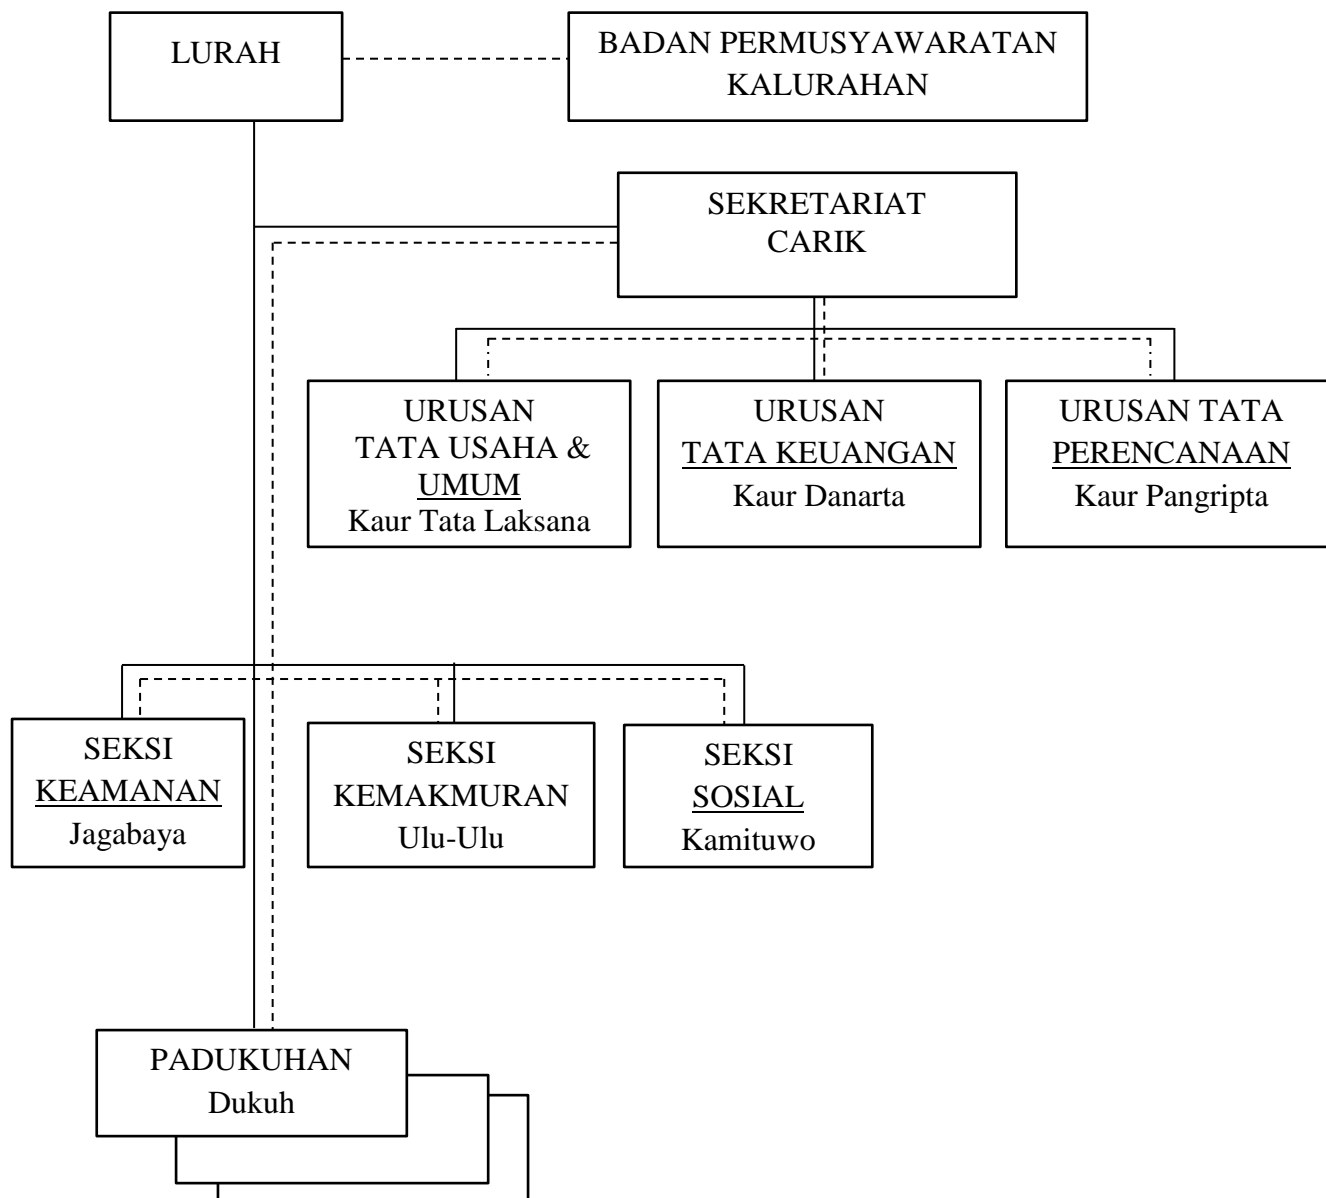 LURAH
BADAN PERMUSYAWARATAN
KALURAHAN
SEKRETARIAT
CARIK
URUSAN
TATA USAHA &
UMUM
Kaur Tata Laksana
URUSAN
TATA KEUANGAN
Kaur Danarta
URUSAN TATA
PERENCANAAN
Kaur Pangripta
SEKSI
KEAMANAN
Jagabaya
SEKSI
KEMAKMURAN
Ulu-Ulu
SEKSI
SOSIAL
Kamituwo
PADUKUHAN
Dukuh